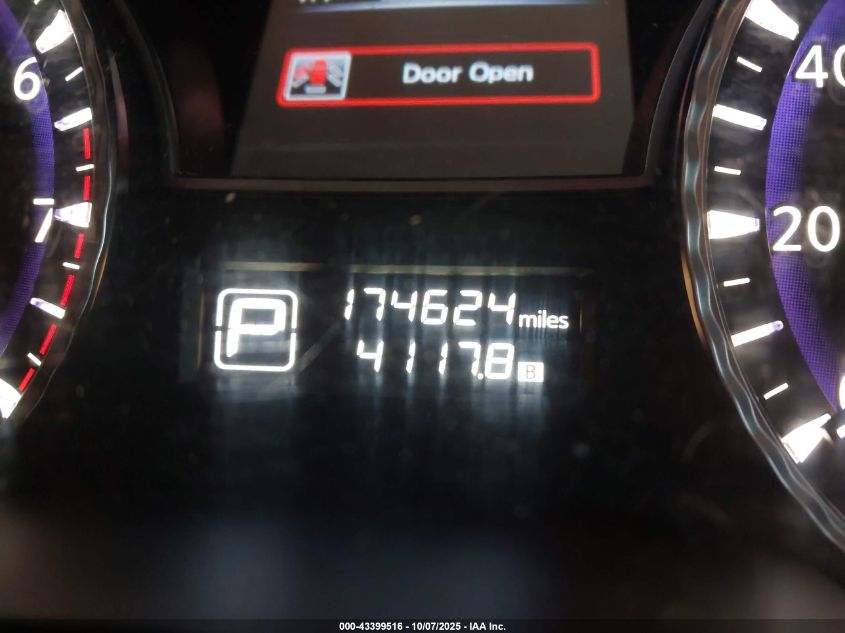 Door Open
6
7
40
20
P
174624 miles
4117.8 B
000-43399516 - 10/07/2025 - IAA Inc.